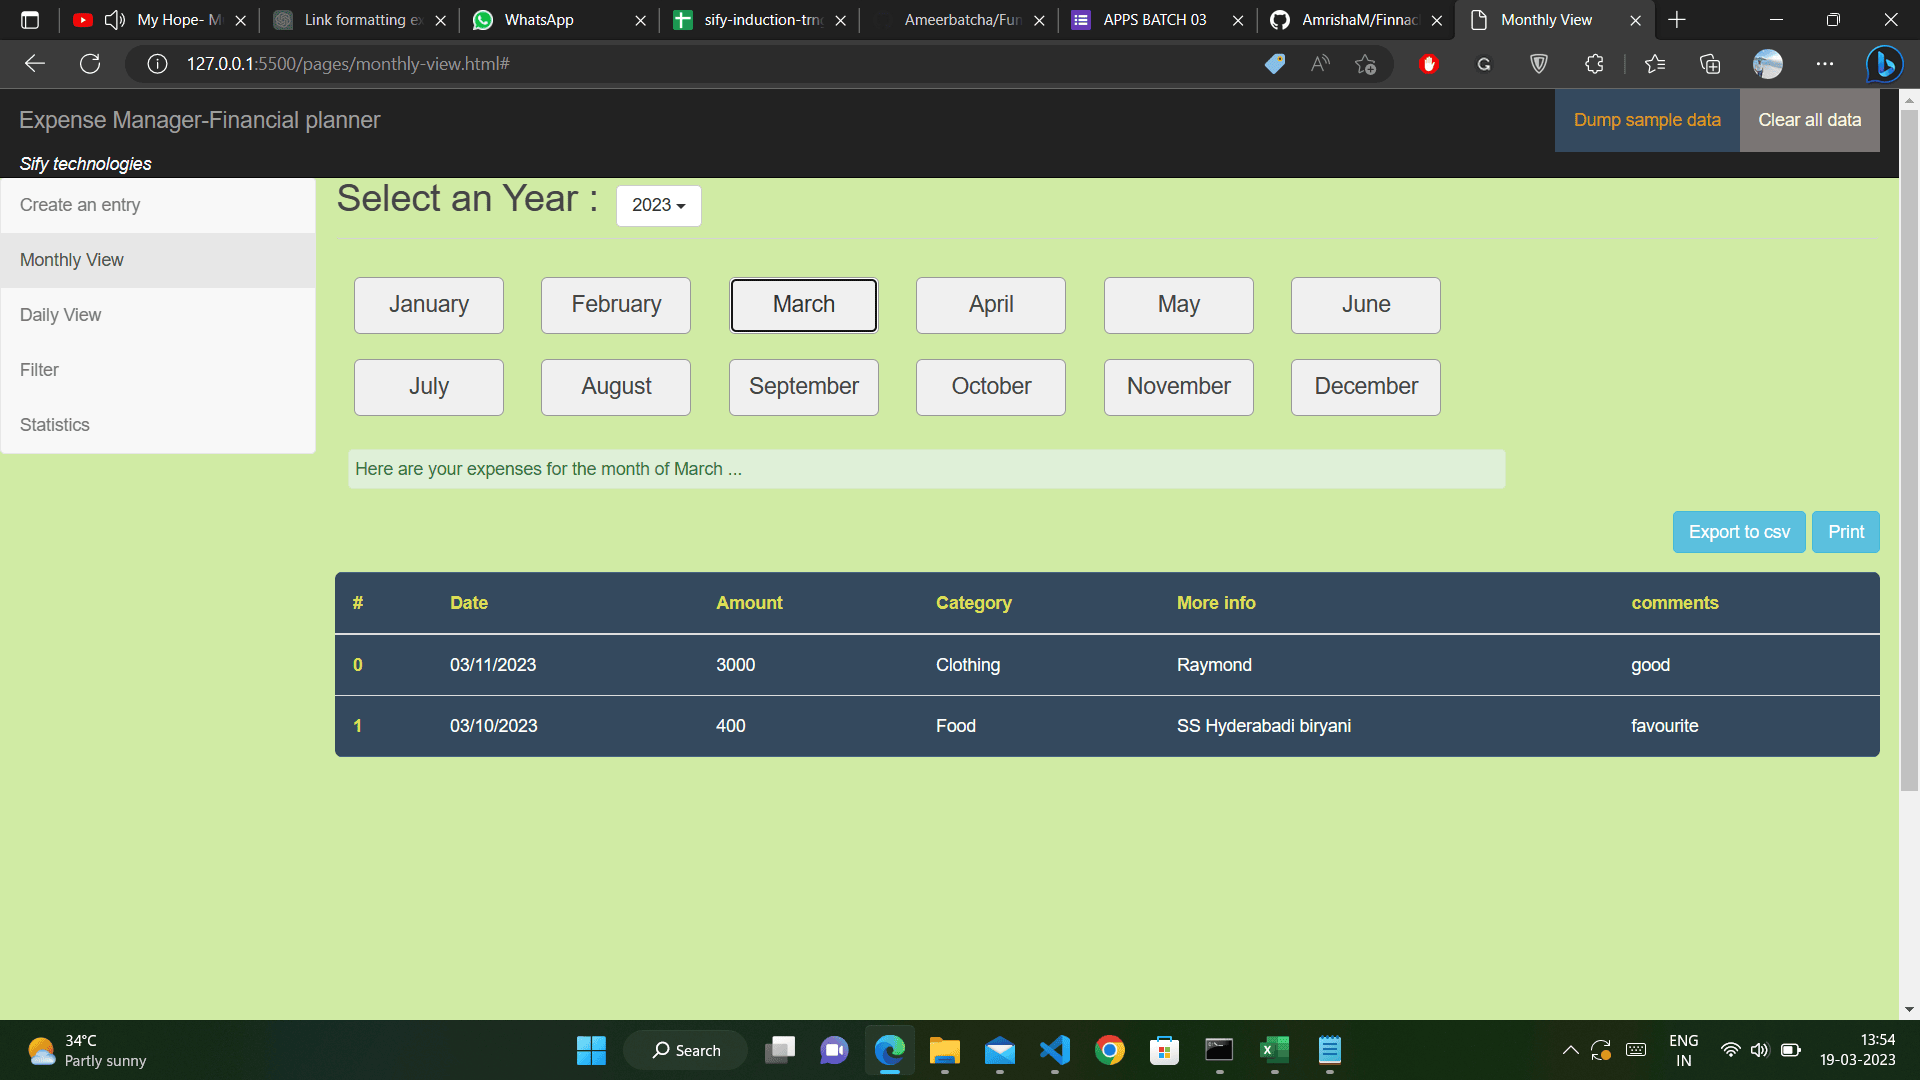 My Hope- M
Link formatting ex
WhatsApp
sify-induction-trng
Ameerbatcha/Fun
APPS BATCH 03
AmrishaM/Finnac
Monthly View
127.0.0.1:5500/pages/monthly-view.html#
Expense Manager-Financial planner
Dump sample data
Clear all data
Sify technologies
Create an entry
Monthly View
Daily View
Filter
Statistics
Select an Year :
2023
January
February
March
April
May
June
July
August
September
October
November
December
Here are your expenses for the month of March ...
Export to csv
Print
# Date Amount Category More info comments
0 03/11/2023 3000 Clothing Raymond good
1 03/10/2023 400 Food SS Hyderabadi biryani favourite
34°C
Partly sunny
Search
ENG
IN
13:54
19-03-2023